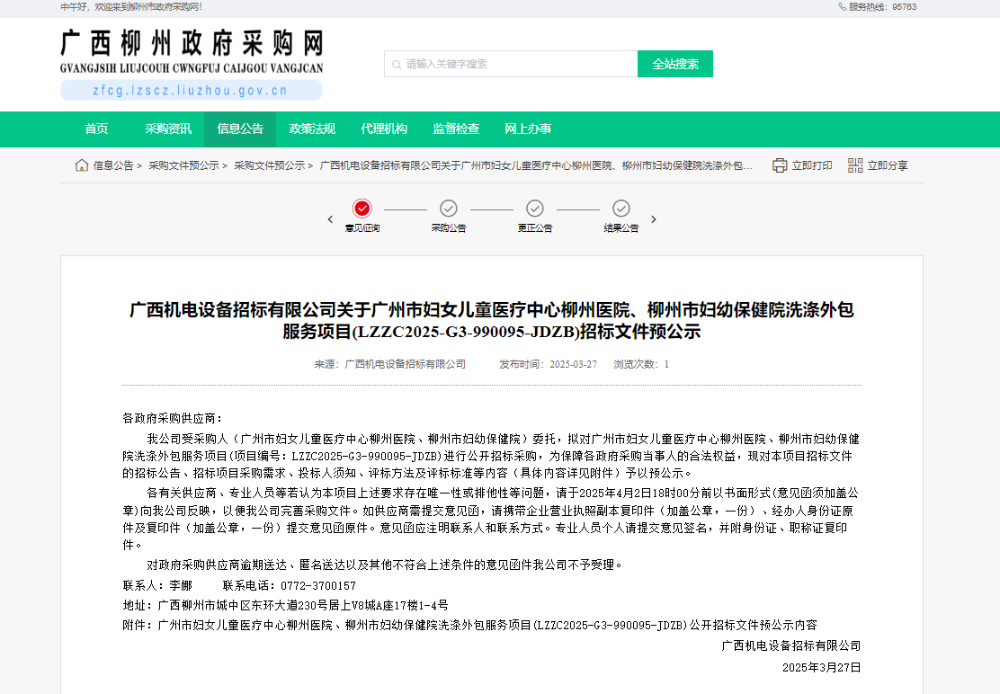 中午好，欢迎来到柳州市政府采购网！
服务热线：95763
广西柳州政府采购网
GVANGJSIH LIUJCOUH CWNGFUJ CAIJGOU VANGJCAN
zfcg.lzscz.liuzhou.gov.cn
请输入关键字搜索
全站搜索
首页 采购资讯 信息公告 政策法规 代理机构 监督检查 网上办事
信息公告 > 采购文件预公示 > 采购文件预公示 > 广西机电设备招标有限公司关于广州市妇女儿童医疗中心柳州医院、柳州市妇幼保健院洗涤外包...
立即打印 立即分享
意见征询 采购公告 更正公告 结果公告
广西机电设备招标有限公司关于广州市妇女儿童医疗中心柳州医院、柳州市妇幼保健院洗涤外包
服务项目(LZZC2025-G3-990095-JDZB)招标文件预公示
来源：广西机电设备招标有限公司 发布时间：2025-03-27 浏览次数：1
各政府采购供应商：
我公司受采购人（广州市妇女儿童医疗中心柳州医院、柳州市妇幼保健院）委托，拟对广州市妇女儿童医疗中心柳州医院、柳州市妇幼保健
院洗涤外包服务项目(项目编号：LZZC2025-G3-990095-JDZB)进行公开招标采购，为保障各政府采购当事人的合法权益，现对本项目招标文件
的招标公告、招标项目采购需求、投标人须知、评标方法及评标标准等内容（具体内容详见附件）予以预公示。
各有关供应商、专业人员等若认为本项目上述要求存在唯一性或排他性等问题，请于2025年4月2日18时00分前以书面形式(意见函须加盖公
章)向我公司反映，以便我公司完善采购文件。如供应商需提交意见函，请携带企业营业执照副本复印件（加盖公章，一份）、经办人身份证原
件及复印件（加盖公章，一份）提交意见函原件。意见函应注明联系人和联系方式。专业人员个人请提交意见签名，并附身份证、职称证复印
件。
对政府采购供应商逾期送达、匿名送达以及其他不符合上述条件的意见函件我公司不予受理。
联系人：李娜 联系电话：0772-3700157
地址：广西柳州市城中区东环大道230号居上V8城A座17楼1-4号
附件：广州市妇女儿童医疗中心柳州医院、柳州市妇幼保健院洗涤外包服务项目(LZZC2025-G3-990095-JDZB)公开招标文件预公示内容
广西机电设备招标有限公司
2025年3月27日